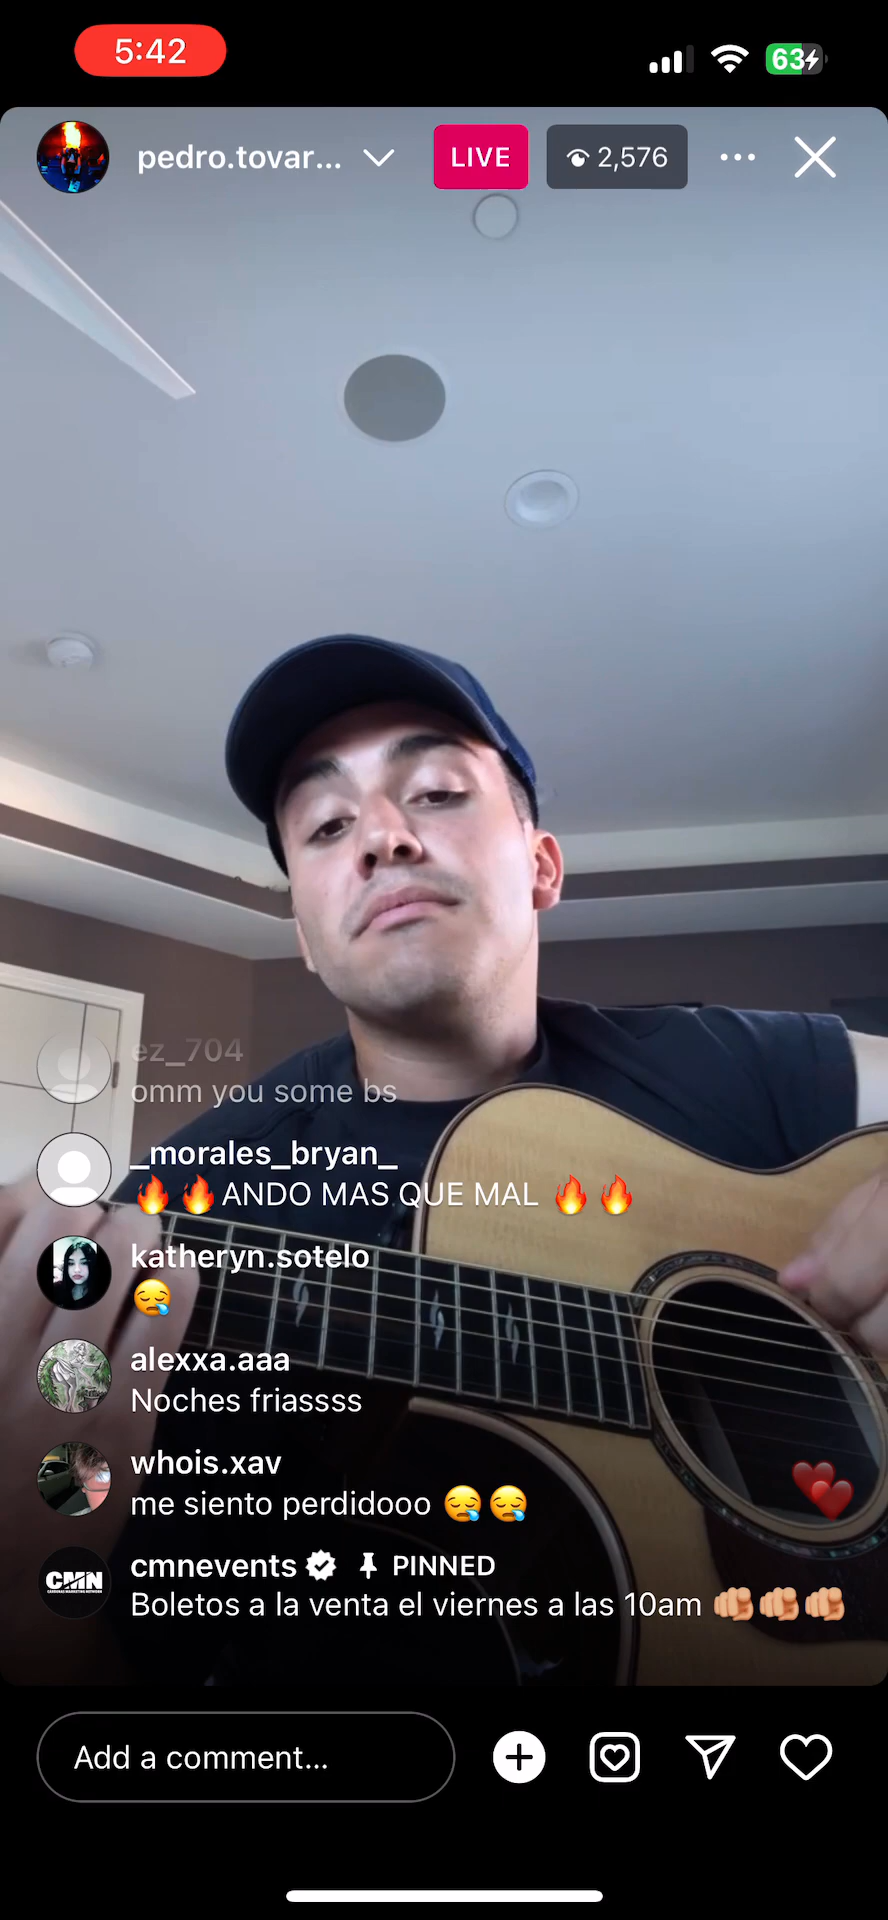 5:42
63
pedro.tovar...
LIVE
2,576
ez_704
omm you some bs
_morales_bryan_
🔥 🔥 ANDO MAS QUE MAL 🔥 🔥
katheryn.sotelo
😪
alexxa.aaa
Noches friassss
whois.xav
me siento perdidooo 😪😪
CMN
cmnevents PINNED
Boletos a la venta el viernes a las 10am 🫵🏼🫵🏼🫵🏼
Add a comment...